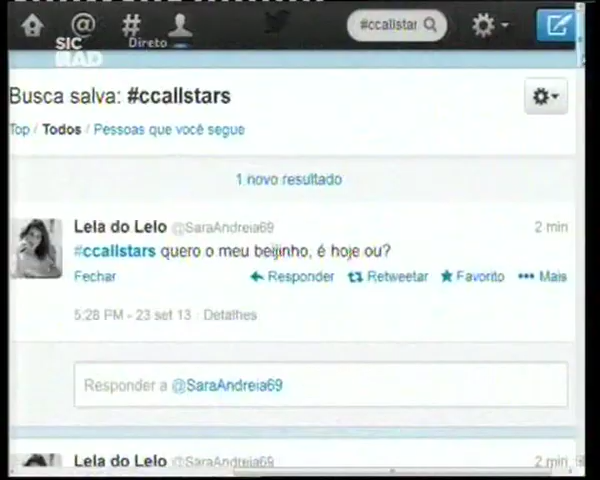 #ccallstar
SIC
RAD
Direto
Busca salva: #ccallstars
Top / Todos / Pessoas que você segue
1 novo resultado
Lela do Lelo @SaraAndreia69 2 min
#ccallstars quero o meu beijinho, é hoje ou?
Fechar Responder Retweetar Favorito Mais
5:28 PM - 23 set 13 · Detalhes
Responder a @SaraAndreia69
Lela do Lelo @SaraAndreia69 2 min